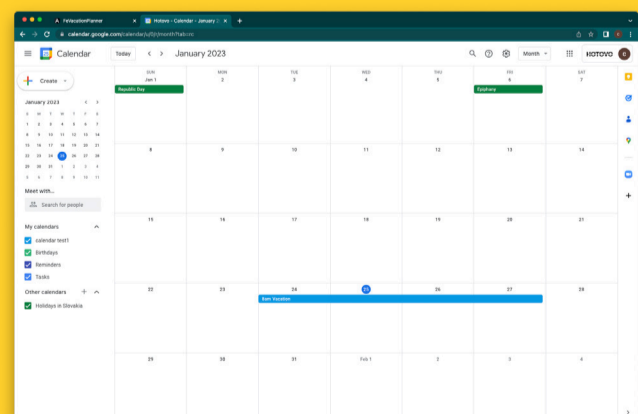 FeVacationPlanner
Hotovo - Calendar - January 2
calendar.google.com/calendar/u/0/r/month?tab=rc
Calendar
Today
January 2023
Month
HOTOVO
C
Create
SUN MON TUE WED THU FRI SAT
Jan 1 2 3 4 5 6 7
Republic Day
Epiphany
8 9 10 11 12 13 14
15 16 17 18 19 20 21
22 23 24 25 26 27 28
Vacation
29 30 31 Feb 1 2 3 4
January 2023
S M T W T F S
1 2 3 4 5 6 7
8 9 10 11 12 13 14
15 16 17 18 19 20 21
22 23 24 25 26 27 28
29 30 31 1 2 3 4
5 6 7 8 9 10 11
Meet with...
Search for people
My calendars
calendar test1
Birthdays
Reminders
Tasks
Other calendars
Holidays in Slovakia